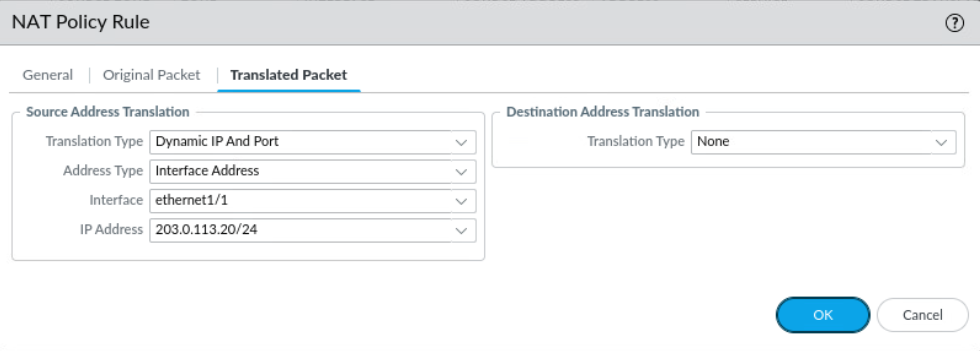 NAT Policy Rule ?
General | Original Packet | Translated Packet
Source Address Translation
Translation Type Dynamic IP And Port
Address Type Interface Address
Interface ethernet1/1
IP Address 203.0.113.20/24
Destination Address Translation
Translation Type None
OK Cancel